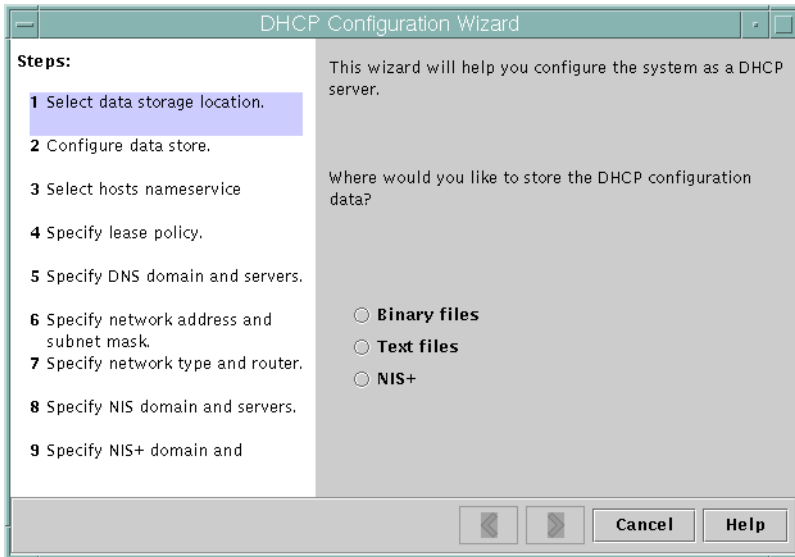 DHCP Configuration Wizard
Steps:
1 Select data storage location.
2 Configure data store.
3 Select hosts nameservice
4 Specify lease policy.
5 Specify DNS domain and servers.
6 Specify network address and
subnet mask.
7 Specify network type and router.
8 Specify NIS domain and servers.
9 Specify NIS+ domain and
This wizard will help you configure the system as a DHCP
server.
Where would you like to store the DHCP configuration
data?
Binary files
Text files
NIS+
Cancel
Help